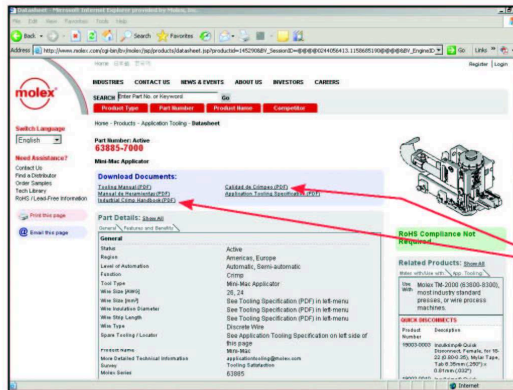 Datasheet - Microsoft Internet Explorer provided by Molex, Inc.
File Edit View Favorites Tools Help
Back Search Favorites
Address http://www.molex.com/cgi-bin/bv/molex/jsp/products/datasheet.jsp?productId=145290&BV_SessionID= Go Links
Home Register | Login
molex
INDUSTRIES CONTACT US NEWS & EVENTS ABOUT US INVESTORS CAREERS
SEARCH Enter Part No. or Keyword Go
Product Type Part Number Product Name Competitor
Switch Language
English
Need Assistance?
Contact Us
Find a Distributor
Order Samples
Tech Library
RoHS / Lead-Free Information
Print this page
Email this page
Home - Products - Application Tooling - Datasheet
Part Number: Active
63885-7000
Mini-Mac Applicator
Download Documents:
Tooling Manual(PDF) Calidad de Crimpeo(PDF)
Manual de Heramientas(PDF) Application Tooling Specification(PDF)
Industrial Crimp Handbook(PDF)
Part Details: Show All
General Features and Benefits
General
Status Active
Region Americas, Europe
Level of Automation Automatic, Semi-automatic
Function Crimp
Tool Type Mini-Mac Applicator
Wire Size (AWG) 26, 24
Wire Size (mm²) See Tooling Specification (PDF) in left-menu
Wire Insulation Diameter See Tooling Specification (PDF) in left-menu
Wire Strip Length See Tooling Specification (PDF) in left-menu
Wire Type Discrete Wire
Spare Tooling / Locator See Application Tooling Specification on left side of this page
Product Name Mini-Mac
More Detailed Technical Information applicationtooling@molex.com
Survey Tooling Satisfaction
Molex Series 63885
RoHS Compliance Not Required
Related Products: Show All
Mates with/Use with App. Tooling
Use With Molex TM-2000 (63800-8300), most industry standard presses, or wire process machines.
QUICK DISCONNECTS
Product Number Description
19003-0003 Insulkrimp® Quick Disconnect, Female, for 18-22 (0.80-0.35), Mylar Tape, Tab 6.35mm (.250") x 0.81mm (.032")
Internet